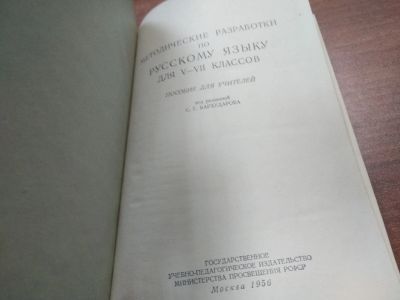 МЕТОДИЧЕСКИЕ РАЗРАБОТКИ
ПО
РУССКОМУ ЯЗЫКУ
ДЛЯ V—VII КЛАССОВ
ПОСОБИЕ ДЛЯ УЧИТЕЛЕЙ
под редакцией
С. Г. БАРХУДАРОВА
ГОСУДАРСТВЕННОЕ
УЧЕБНО-ПЕДАГОГИЧЕСКОЕ ИЗДАТЕЛЬСТВО
МИНИСТЕРСТВА ПРОСВЕЩЕНИЯ РСФСР
Москва 1956